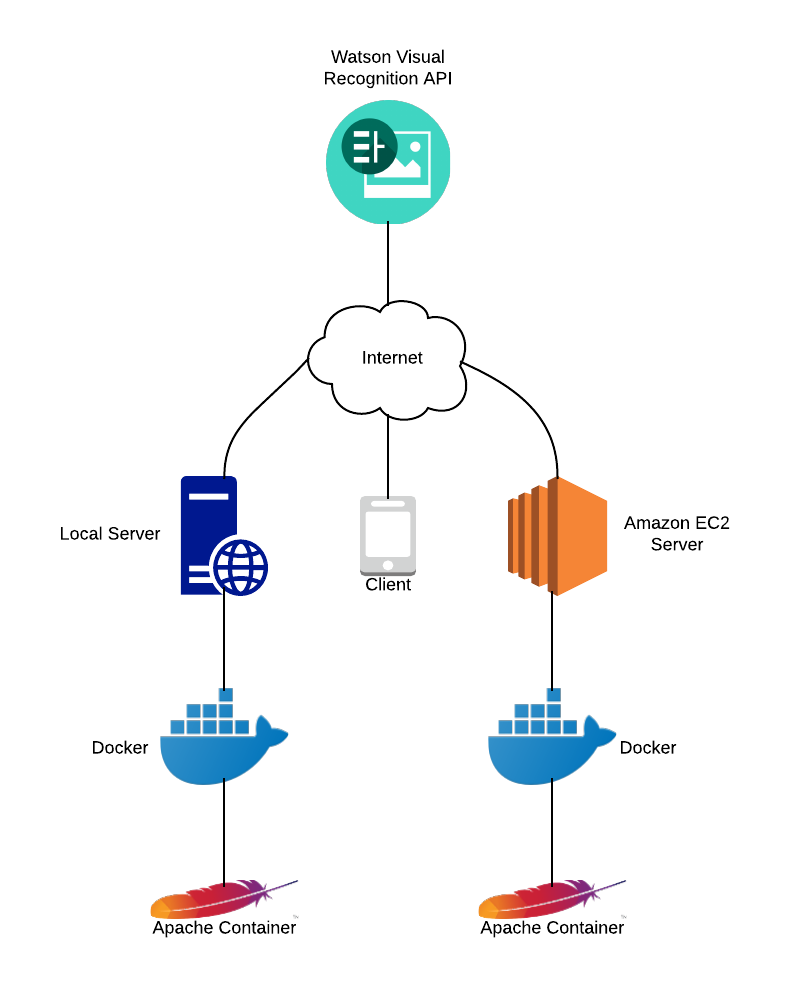 Watson Visual
Recognition API
Internet
Local Server
Client
Amazon EC2
Server
Docker
Docker
Apache Container
Apache Container